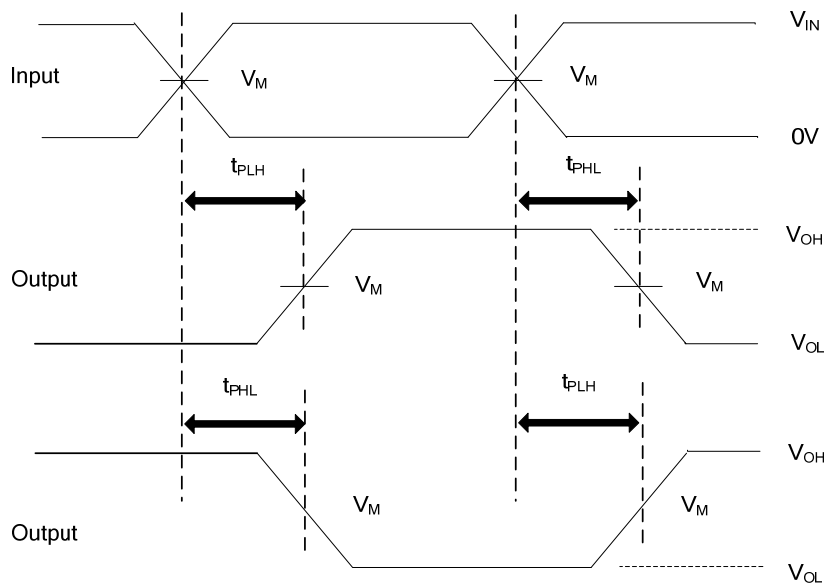 V_IN
Input
V_M
V_M
0V
t_PLH
t_PHL
V_OH
Output
V_M
V_M
V_OL
t_PHL
t_PLH
V_OH
V_M
V_M
Output
V_OL